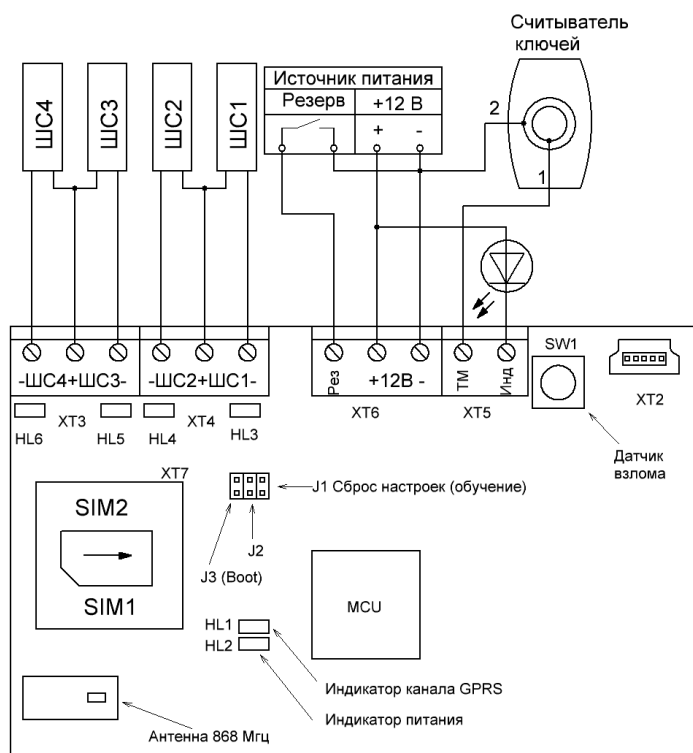 Считыватель
ключей
ШС4
ШС3
ШС2
ШС1
Источник питания
Резерв
+12 В
+
-
2
1
-ШС4+ШС3-
-ШС2+ШС1-
Рез
+12В -
ТМ
Инд
SW1
XT2
HL6
XT3
HL5
HL4
XT4
HL3
XT6
XT5
Датчик
взлома
XT7
SIM2
SIM1
J1 Сброс настроек (обучение)
J2
J3 (Boot)
MCU
HL1
HL2
Индикатор канала GPRS
Индикатор питания
Антенна 868 Мгц